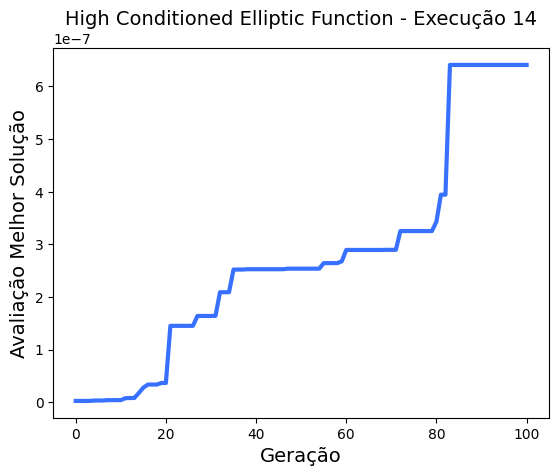 High Conditioned Elliptic Function - Execução 14
1e−7
Avaliação Melhor Solução
6
5
4
3
2
1
0
0 20 40 60 80 100
Geração